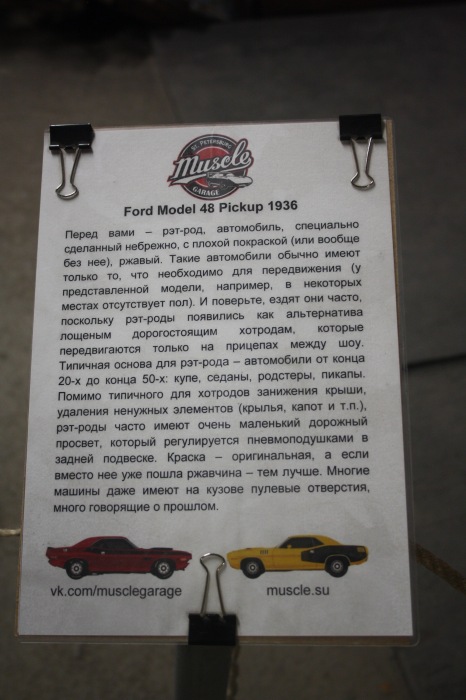 ST. PETERSBURG
Muscle
GARAGE
Ford Model 48 Pickup 1936
Перед вами – рэт-род, автомобиль, специально
сделанный небрежно, с плохой покраской (или вообще
без нее), ржавый. Такие автомобили обычно имеют
только то, что необходимо для передвижения (у
представленной модели, например, в некоторых
местах отсутствует пол). И поверьте, ездят они часто,
поскольку рэт-роды появились как альтернатива
лощеным дорогостоящим хотродам, которые
передвигаются только на прицепах между шоу.
Типичная основа для рэт-рода – автомобили от конца
20-х до конца 50-х: купе, седаны, родстеры, пикапы.
Помимо типичного для хотродов занижения крыши,
удаления ненужных элементов (крылья, капот и т.п.),
рэт-роды часто имеют очень маленький дорожный
просвет, который регулируется пневмоподушками в
задней подвеске. Краска – оригинальная, а если
вместо нее уже пошла ржавчина – тем лучше. Многие
машины даже имеют на кузове пулевые отверстия,
много говорящие о прошлом.
vk.com/musclegarage muscle.su